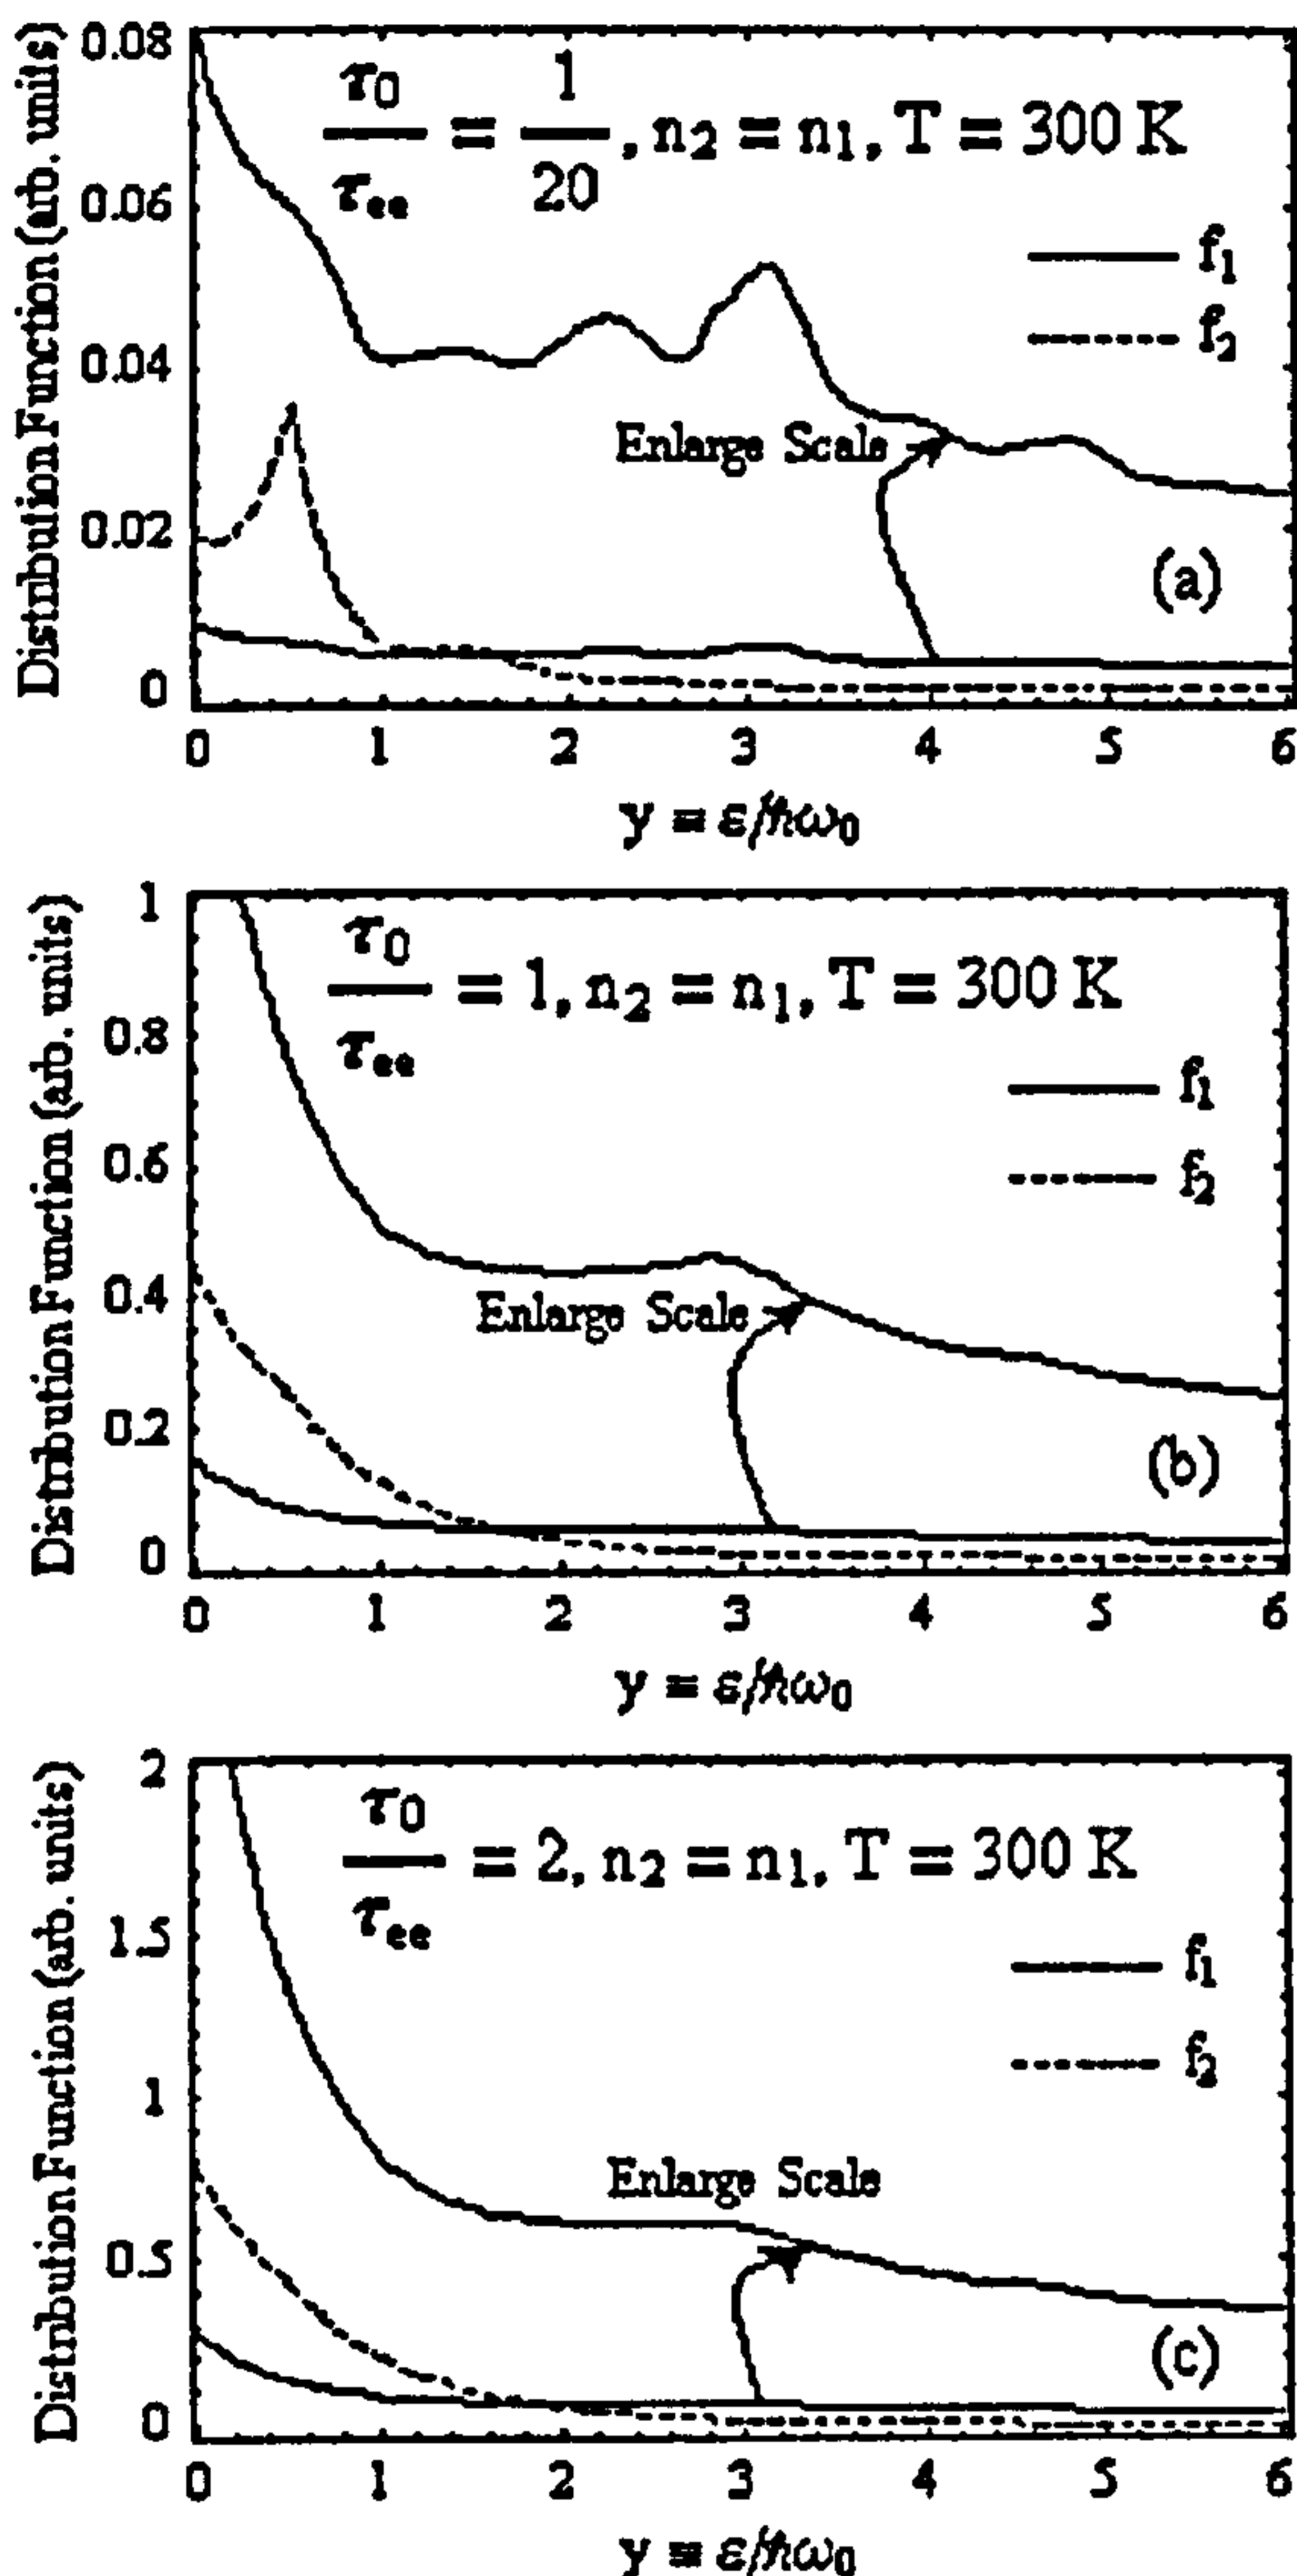 Distribution Function (arb. units)
0.08
0.06
0.04
0.02
0
τ0/τee = 1/20, n2 = n1, T = 300 K
f1
f2
Enlarge Scale
(a)
0 1 2 3 4 5 6
y = ε/ħω0
Distribution Function (arb. units)
1
0.8
0.6
0.4
0.2
0
τ0/τee = 1, n2 = n1, T = 300 K
f1
f2
Enlarge Scale
(b)
0 1 2 3 4 5 6
y = ε/ħω0
Distribution Function (arb. units)
2
1.5
1
0.5
0
τ0/τee = 2, n2 = n1, T = 300 K
f1
f2
Enlarge Scale
(c)
0 1 2 3 4 5 6
y = ε/ħω0